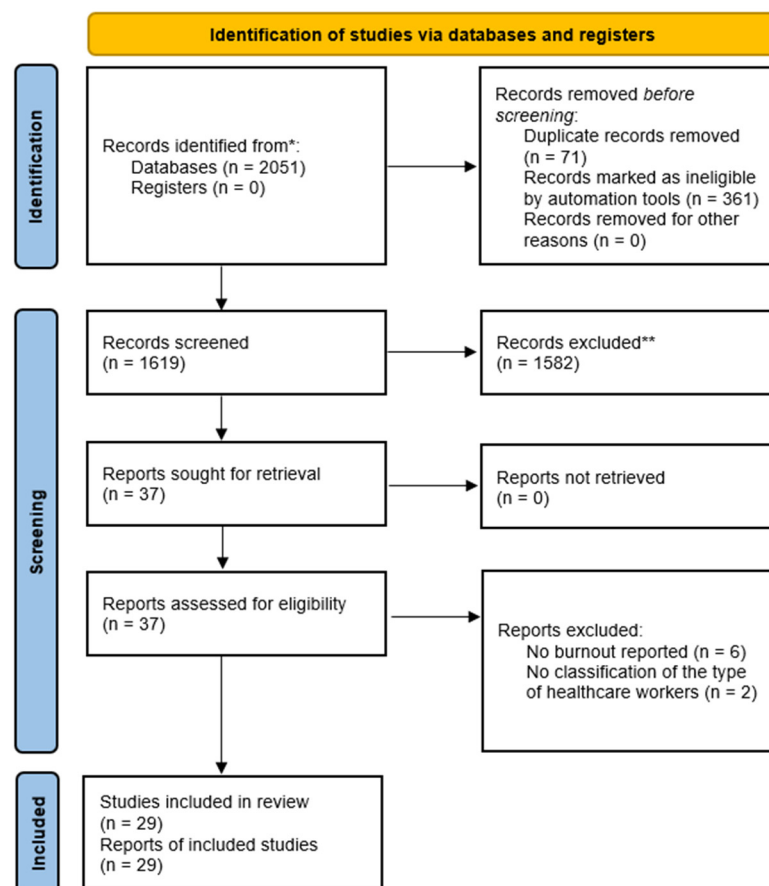 Identification of studies via databases and registers
Identification
Records identified from*:
Databases (n = 2051)
Registers (n = 0)
Records removed before
screening:
Duplicate records removed
(n = 71)
Records marked as ineligible
by automation tools (n = 361)
Records removed for other
reasons (n = 0)
Screening
Records screened
(n = 1619)
Records excluded**
(n = 1582)
Reports sought for retrieval
(n = 37)
Reports not retrieved
(n = 0)
Reports assessed for eligibility
(n = 37)
Reports excluded:
No burnout reported (n = 6)
No classification of the type
of healthcare workers (n = 2)
Included
Studies included in review
(n = 29)
Reports of included studies
(n = 29)